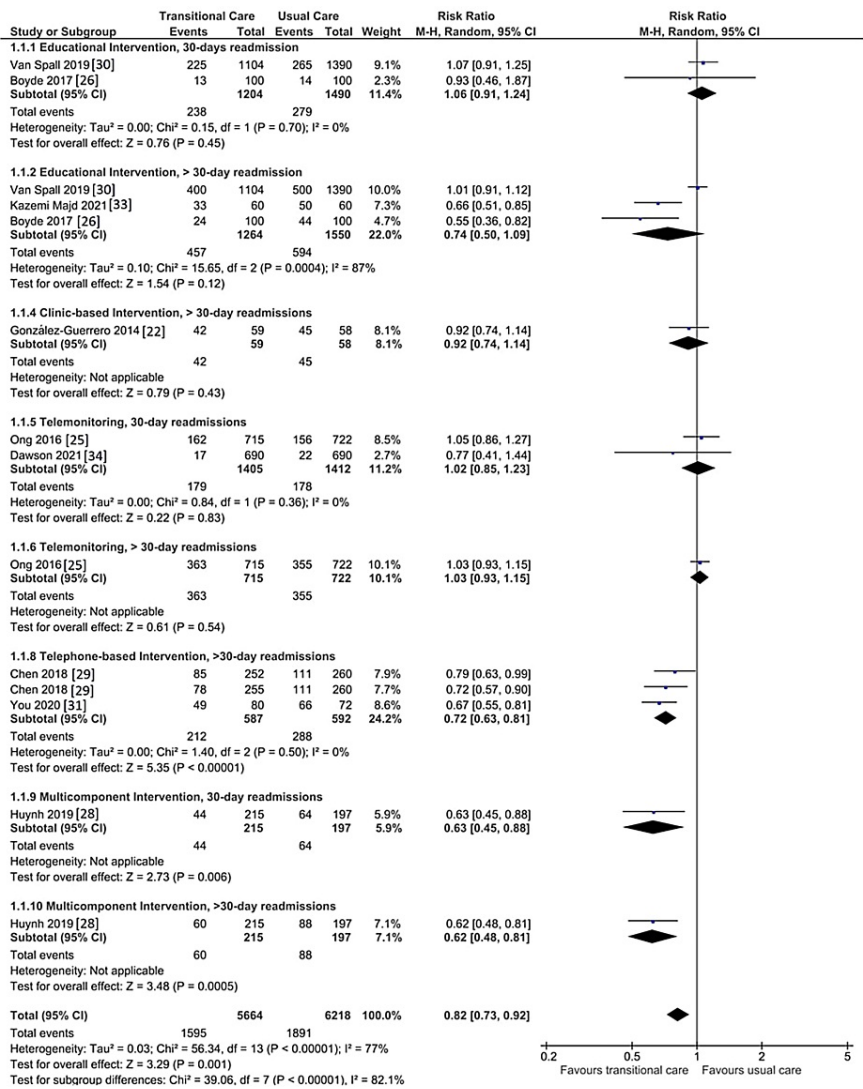 Transitional Care Usual Care Risk Ratio Risk Ratio
Study or Subgroup Events Total Events Total Weight M-H, Random, 95% CI M-H, Random, 95% CI
1.1.1 Educational Intervention, 30-days readmission
Van Spall 2019 [30] 225 1104 265 1390 9.1% 1.07 [0.91, 1.25]
Boyde 2017 [26] 13 100 14 100 2.3% 0.93 [0.46, 1.87]
Subtotal (95% CI) 1204 1490 11.4% 1.06 [0.91, 1.24]
Total events 238 279
Heterogeneity: Tau² = 0.00; Chi² = 0.15, df = 1 (P = 0.70); I² = 0%
Test for overall effect: Z = 0.76 (P = 0.45)
1.1.2 Educational Intervention, > 30-day readmission
Van Spall 2019 [30] 400 1104 500 1390 10.0% 1.01 [0.91, 1.12]
Kazemi Majd 2021 [33] 33 60 50 60 7.3% 0.66 [0.51, 0.85]
Boyde 2017 [26] 24 100 44 100 4.7% 0.55 [0.36, 0.82]
Subtotal (95% CI) 1264 1550 22.0% 0.74 [0.50, 1.09]
Total events 457 594
Heterogeneity: Tau² = 0.10; Chi² = 15.65, df = 2 (P = 0.0004); I² = 87%
Test for overall effect: Z = 1.54 (P = 0.12)
1.1.4 Clinic-based Intervention, > 30-day readmissions
González-Guerrero 2014 [22] 42 59 45 58 8.1% 0.92 [0.74, 1.14]
Subtotal (95% CI) 59 58 8.1% 0.92 [0.74, 1.14]
Total events 42 45
Heterogeneity: Not applicable
Test for overall effect: Z = 0.79 (P = 0.43)
1.1.5 Telemonitoring, 30-day readmissions
Ong 2016 [25] 162 715 156 722 8.5% 1.05 [0.86, 1.27]
Dawson 2021 [34] 17 690 22 690 2.7% 0.77 [0.41, 1.44]
Subtotal (95% CI) 1405 1412 11.2% 1.02 [0.85, 1.23]
Total events 179 178
Heterogeneity: Tau² = 0.00; Chi² = 0.84, df = 1 (P = 0.36); I² = 0%
Test for overall effect: Z = 0.22 (P = 0.83)
1.1.6 Telemonitoring, > 30-day readmissions
Ong 2016 [25] 363 715 355 722 10.1% 1.03 [0.93, 1.15]
Subtotal (95% CI) 715 722 10.1% 1.03 [0.93, 1.15]
Total events 363 355
Heterogeneity: Not applicable
Test for overall effect: Z = 0.61 (P = 0.54)
1.1.8 Telephone-based Intervention, >30-day readmissions
Chen 2018 [29] 85 252 111 260 7.9% 0.79 [0.63, 0.99]
Chen 2018 [29] 78 255 111 260 7.7% 0.72 [0.57, 0.90]
You 2020 [31] 49 80 66 72 8.6% 0.67 [0.55, 0.81]
Subtotal (95% CI) 587 592 24.2% 0.72 [0.63, 0.81]
Total events 212 288
Heterogeneity: Tau² = 0.00; Chi² = 1.40, df = 2 (P = 0.50); I² = 0%
Test for overall effect: Z = 5.35 (P < 0.00001)
1.1.9 Multicomponent Intervention, 30-day readmissions
Huynh 2019 [28] 44 215 64 197 5.9% 0.63 [0.45, 0.88]
Subtotal (95% CI) 215 197 5.9% 0.63 [0.45, 0.88]
Total events 44 64
Heterogeneity: Not applicable
Test for overall effect: Z = 2.73 (P = 0.006)
1.1.10 Multicomponent Intervention, >30-day readmissions
Huynh 2019 [28] 60 215 88 197 7.1% 0.62 [0.48, 0.81]
Subtotal (95% CI) 215 197 7.1% 0.62 [0.48, 0.81]
Total events 60 88
Heterogeneity: Not applicable
Test for overall effect: Z = 3.48 (P = 0.0005)
Total (95% CI) 5664 6218 100.0% 0.82 [0.73, 0.92]
Total events 1595 1891
Heterogeneity: Tau² = 0.03; Chi² = 56.34, df = 13 (P < 0.00001); I² = 77%
Test for overall effect: Z = 3.29 (P = 0.001)
Test for subgroup differences: Chi² = 39.06, df = 7 (P < 0.00001), I² = 82.1%
0.2 0.5 1 2 5
Favours transitional care Favours usual care